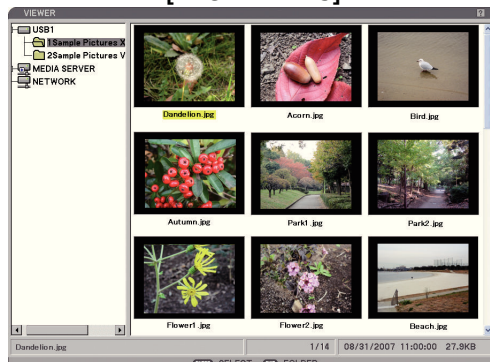 VIEWER
USB1
1Sample Pictures X
2Sample Pictures V
MEDIA SERVER
NETWORK
Dandelion.jpg
Acorn.jpg
Bird.jpg
Autumn.jpg
Park1.jpg
Park2.jpg
Flower1.jpg
Flower2.jpg
Beach.jpg
Dandelion.jpg
1/14
08/31/2007 11:00:00 27.9KB
SELECT
FOLDER